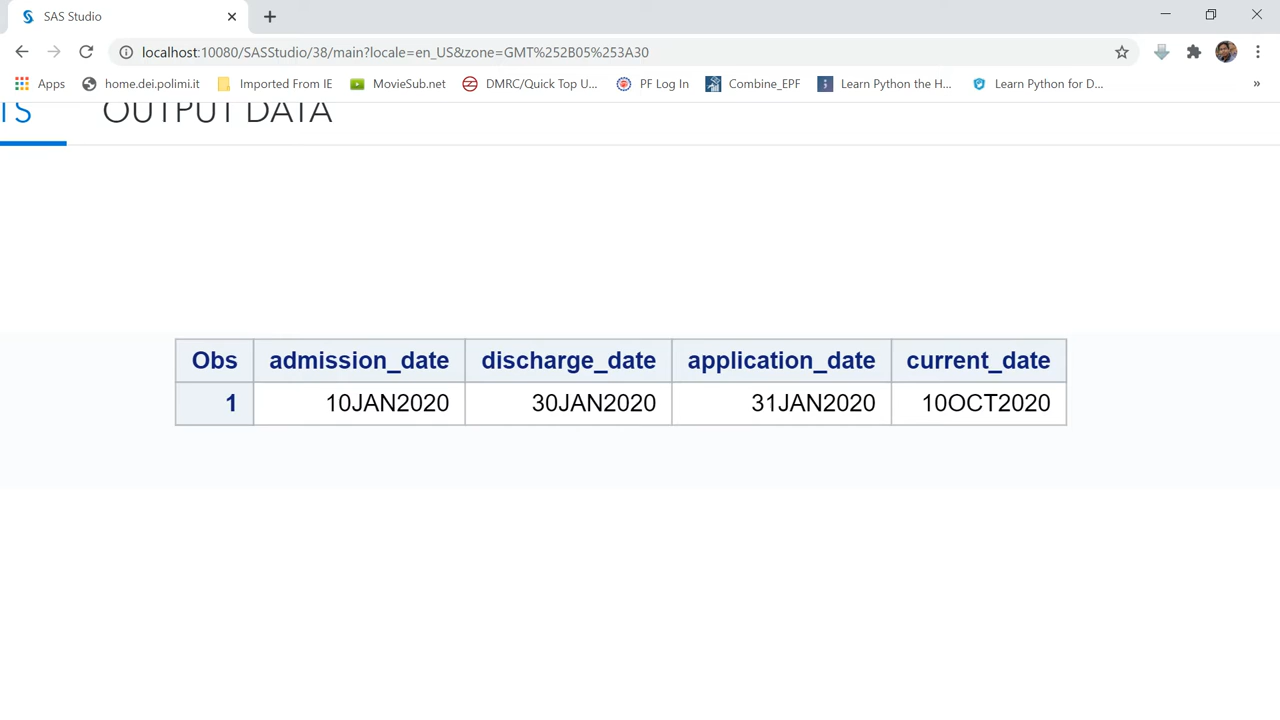 SAS Studio
localhost:10080/SASStudio/38/main?locale=en_US&zone=GMT%252B05%253A30
Apps home.dei.polimi.it Imported From IE MovieSub.net DMRC/Quick Top U... PF Log In Combine_EPF Learn Python the H... Learn Python for D... »
TS OUTPUT DATA
Obs admission_date discharge_date application_date current_date
1 10JAN2020 30JAN2020 31JAN2020 10OCT2020